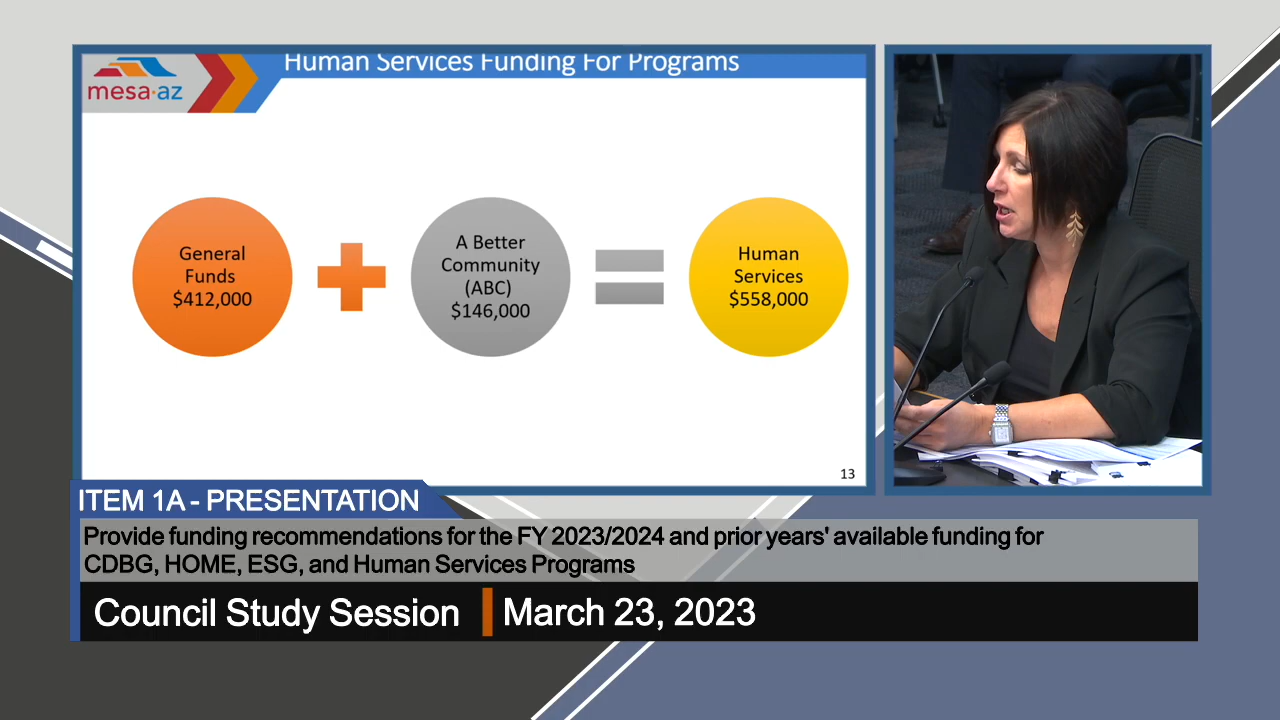 Human Services Funding For Programs
mesa·az
General
Funds
$412,000
A Better
Community
(ABC)
$146,000
Human
Services
$558,000
13
ITEM 1A - PRESENTATION
Provide funding recommendations for the FY 2023/2024 and prior years' available funding for
CDBG, HOME, ESG, and Human Services Programs
Council Study Session
March 23, 2023